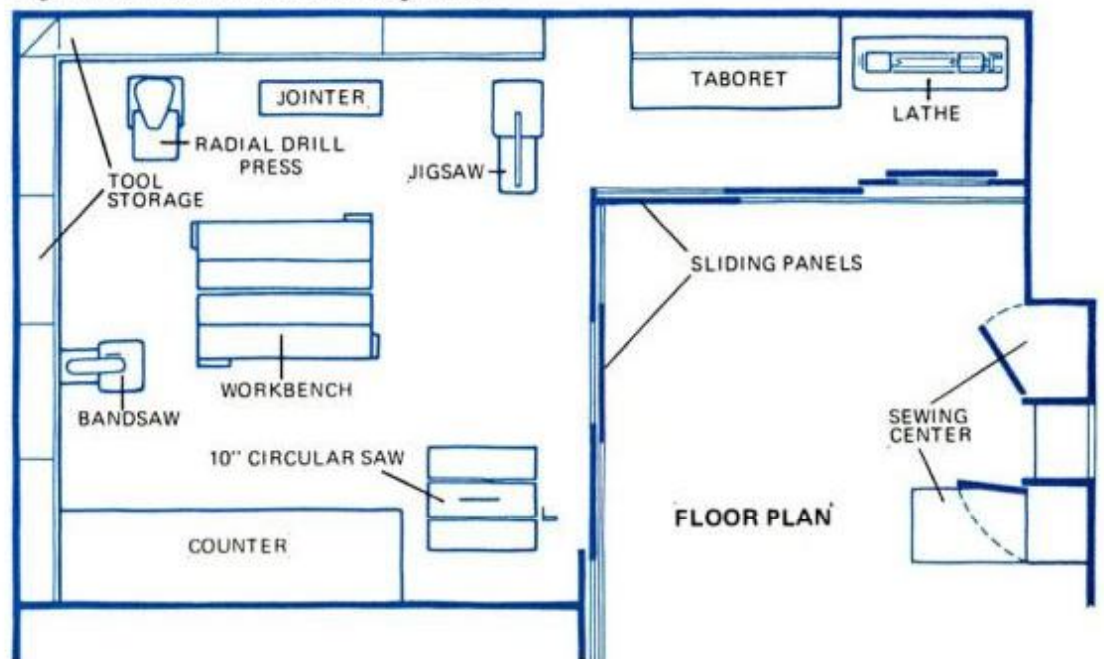 TABORET
JOINTER
LATHE
RADIAL DRILL
PRESS
JIGSAW
TOOL
STORAGE
SLIDING PANELS
WORKBENCH
BANDSAW
SEWING
CENTER
10" CIRCULAR SAW
FLOOR PLAN
COUNTER